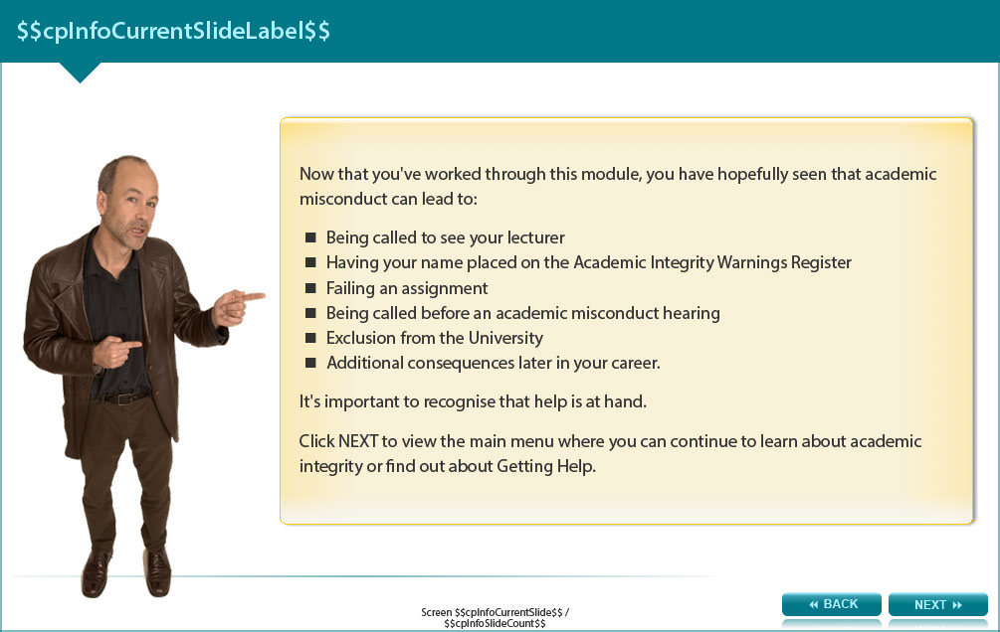 $$cpInfoCurrentSlideLabel$$
Now that you've worked through this module, you have hopefully seen that academic
misconduct can lead to:
■ Being called to see your lecturer
■ Having your name placed on the Academic Integrity Warnings Register
■ Failing an assignment
■ Being called before an academic misconduct hearing
■ Exclusion from the University
■ Additional consequences later in your career.
It's important to recognise that help is at hand.
Click NEXT to view the main menu where you can continue to learn about academic
integrity or find out about Getting Help.
Screen $$cpInfoCurrentSlide$$ /
$$cpInfoSlideCount$$
BACK
NEXT